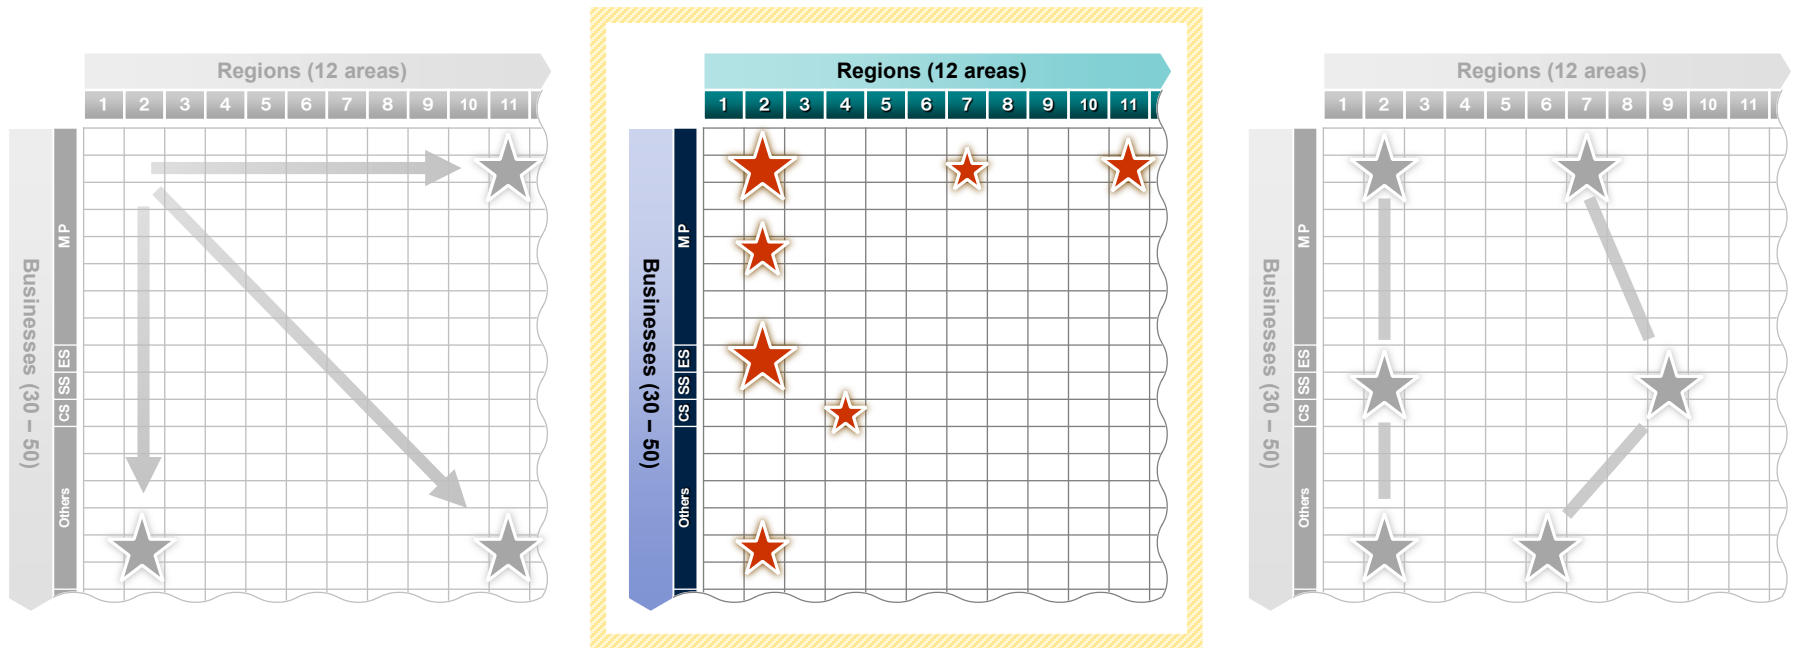 Regions (12 areas)
1 2 3 4 5 6 7 8 9 10 11
Businesses (30 – 50)
MP
ES
SS
CS
Others
Regions (12 areas)
1 2 3 4 5 6 7 8 9 10 11
Businesses (30 – 50)
MP
ES
SS
CS
Others
Regions (12 areas)
1 2 3 4 5 6 7 8 9 10 11
Businesses (30 – 50)
MP
ES
SS
CS
Others